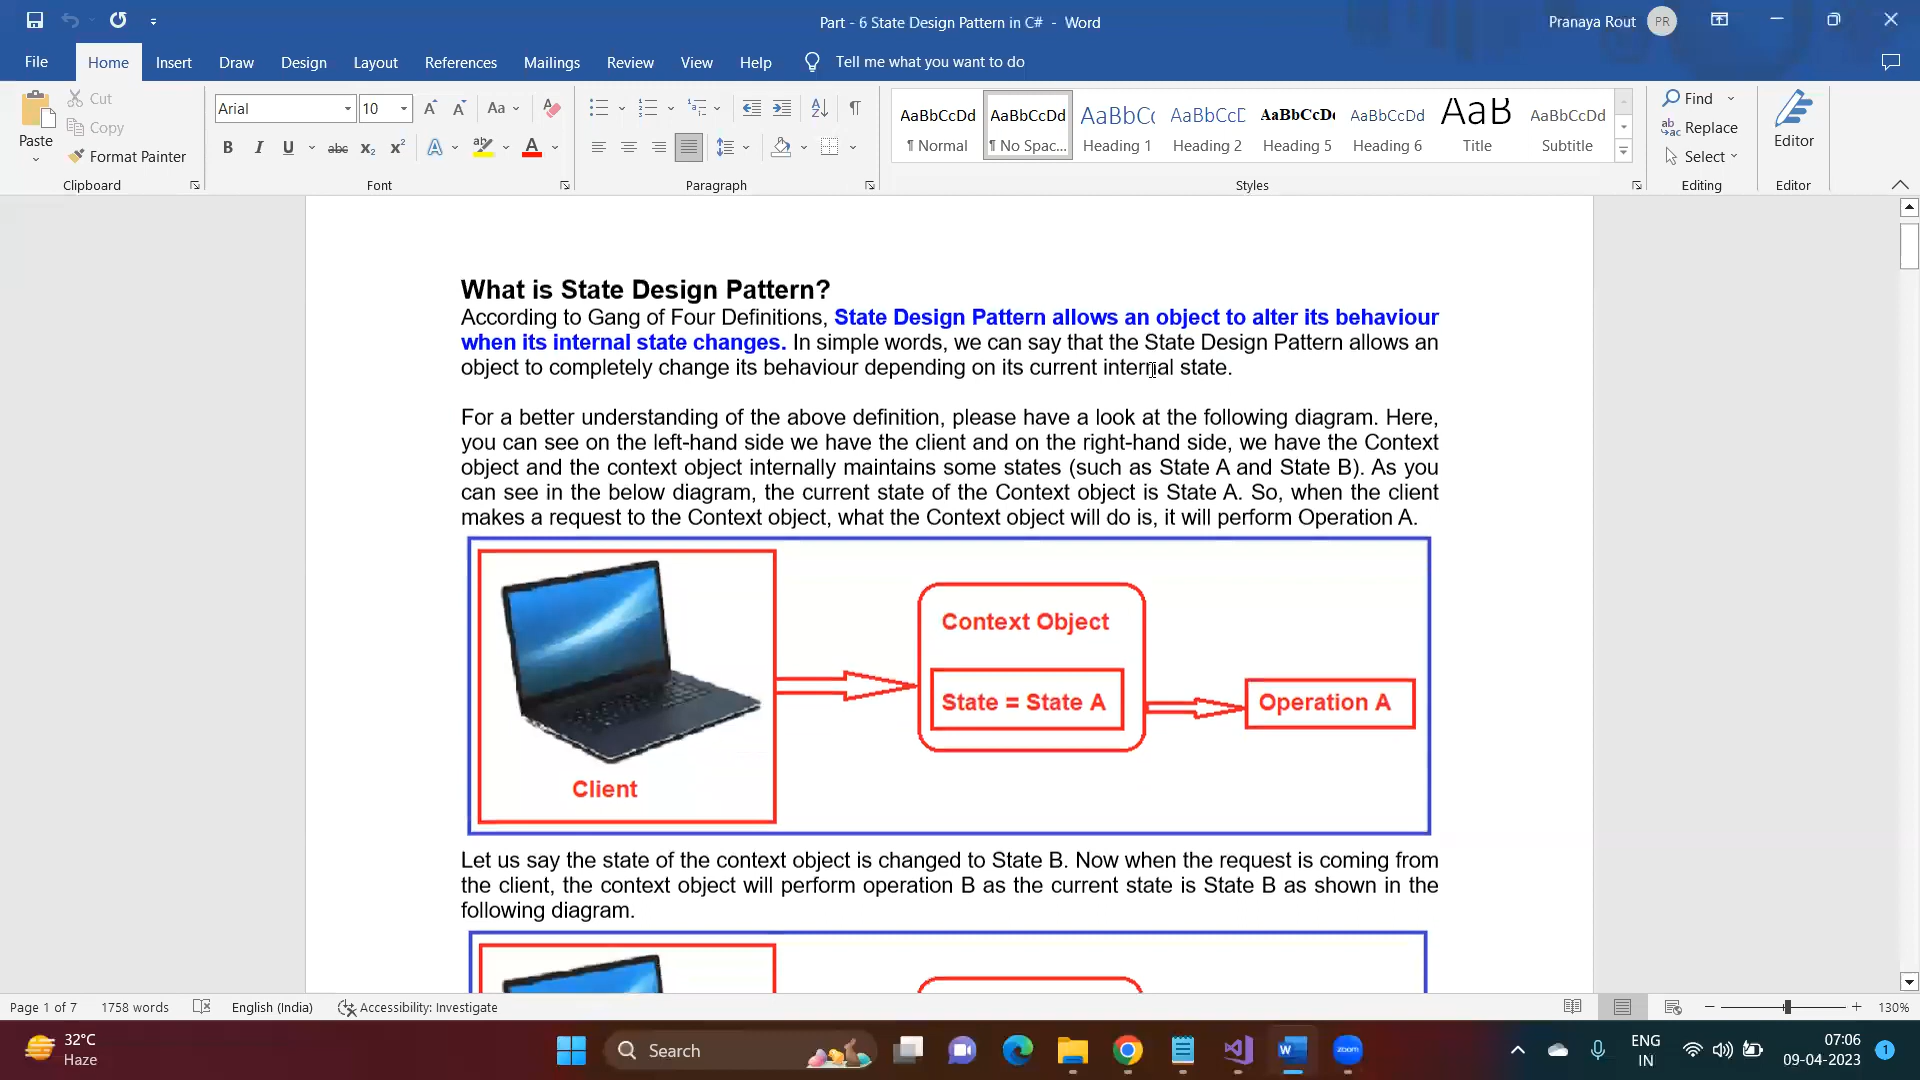 Part - 6 State Design Pattern in C# - Word
Pranaya Rout PR
File Home Insert Draw Design Layout References Mailings Review View Help Tell me what you want to do
Paste
Cut
Copy
Format Painter
Clipboard
Arial 10
Aa
B I U abc x₂ x² A A
Font
Paragraph
AaBbCcDd AaBbCcDd AaBbC AaBbCcD AaBbCcDd AaBbCcDd AaB AaBbCcDd
¶ Normal ¶ No Spac... Heading 1 Heading 2 Heading 5 Heading 6 Title Subtitle
Styles
Find
Replace
Select
Editing
Editor
Editor
What is State Design Pattern?
According to Gang of Four Definitions, State Design Pattern allows an object to alter its behaviour
when its internal state changes. In simple words, we can say that the State Design Pattern allows an
object to completely change its behaviour depending on its current internal state.
For a better understanding of the above definition, please have a look at the following diagram. Here,
you can see on the left-hand side we have the client and on the right-hand side, we have the Context
object and the context object internally maintains some states (such as State A and State B). As you
can see in the below diagram, the current state of the Context object is State A. So, when the client
makes a request to the Context object, what the Context object will do is, it will perform Operation A.
Context Object
State = State A
Operation A
Client
Let us say the state of the context object is changed to State B. Now when the request is coming from
the client, the context object will perform operation B as the current state is State B as shown in the
following diagram.
Page 1 of 7 1758 words English (India) Accessibility: Investigate 130%
32°C
Haze
Search
zoom
ENG
IN
07:06
09-04-2023
1